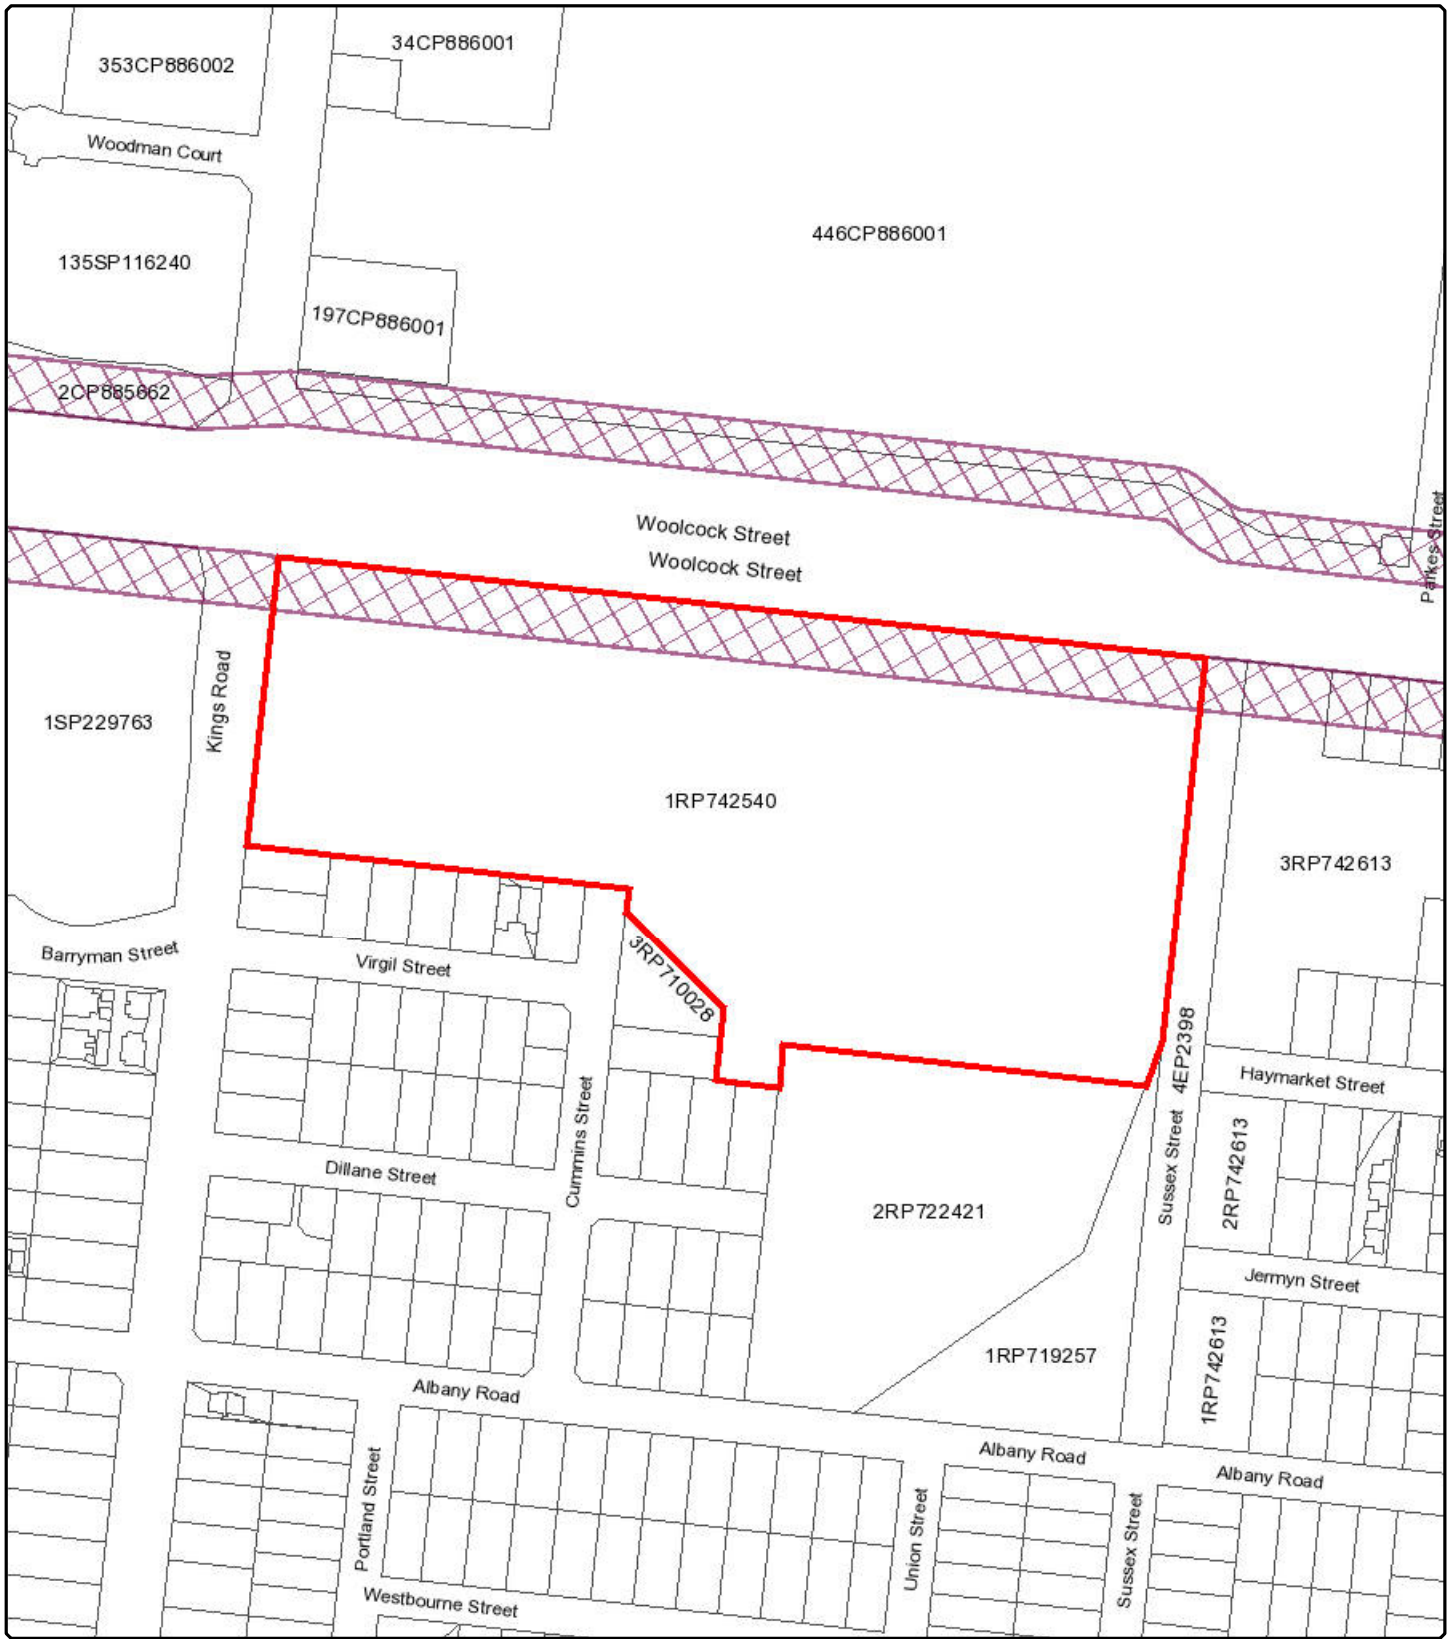 34CP886001
353CP886002
Woodman Court
446CP886001
135SP116240
197CP886001
2CP885662
Woolcock Street
Woolcock Street
Parkes Street
Kings Road
1SP229763
1RP742540
3RP742613
Barryman Street
Virgil Street
3RP710028
4EP2398
Haymarket Street
Cummins Street
Sussex Street
2RP742613
Dillane Street
2RP722421
Jermyn Street
1RP719257
1RP742613
Albany Road
Albany Road
Albany Road
Portland Street
Union Street
Sussex Street
Westbourne Street